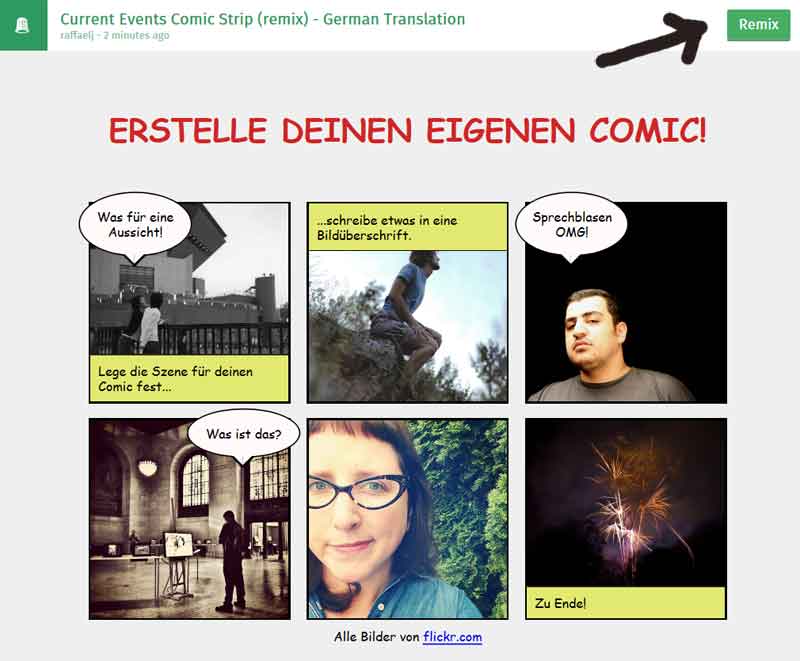 Current Events Comic Strip (remix) - German Translation
raffaelj - 2 minutes ago
Remix
ERSTELLE DEINEN EIGENEN COMIC!
Was für eine
Aussicht!
Lege die Szene für deinen
Comic fest...
...schreibe etwas in eine
Bildüberschrift.
Sprechblasen
OMG!
Was ist das?
Zu Ende!
Alle Bilder von flickr.com